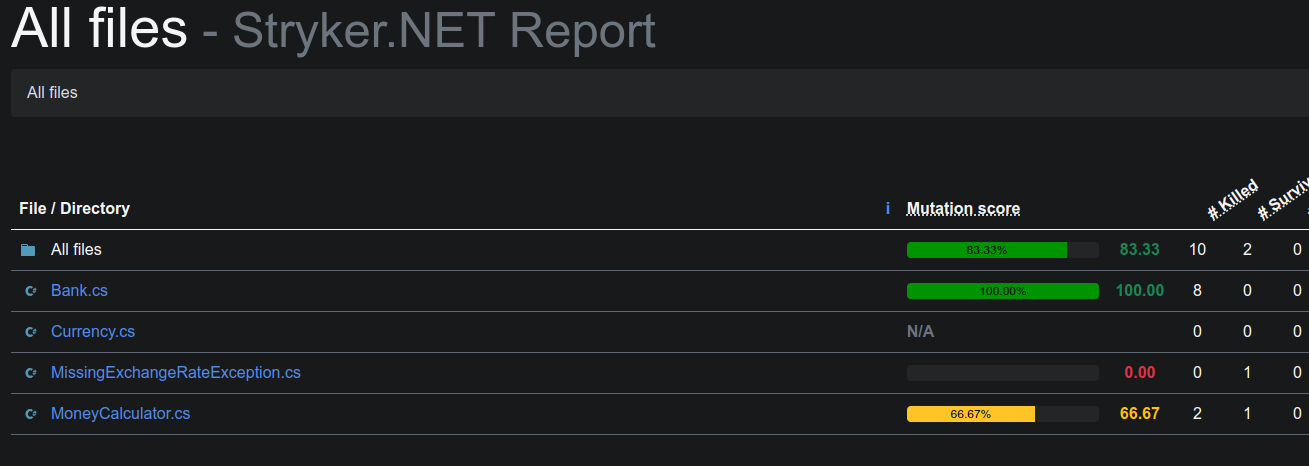 All files - Stryker.NET Report
All files
File / Directory i Mutation score # Killed
All files 83.33% 83.33 10 2 0
Bank.cs 100.00% 100.00 8 0 0
Currency.cs N/A 0 0 0
MissingExchangeRateException.cs 0.00 0 1 0
MoneyCalculator.cs 66.67% 66.67 2 1 0